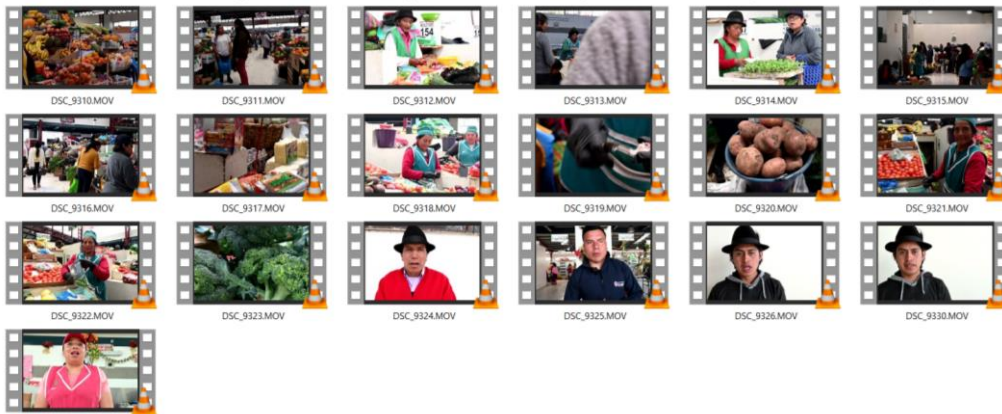 154
DSC_9310.MOV
DSC_9311.MOV
DSC_9312.MOV
DSC_9313.MOV
DSC_9314.MOV
DSC_9315.MOV
DSC_9316.MOV
DSC_9317.MOV
DSC_9318.MOV
DSC_9319.MOV
DSC_9320.MOV
DSC_9321.MOV
DSC_9322.MOV
DSC_9323.MOV
DSC_9324.MOV
DSC_9325.MOV
DSC_9326.MOV
DSC_9330.MOV